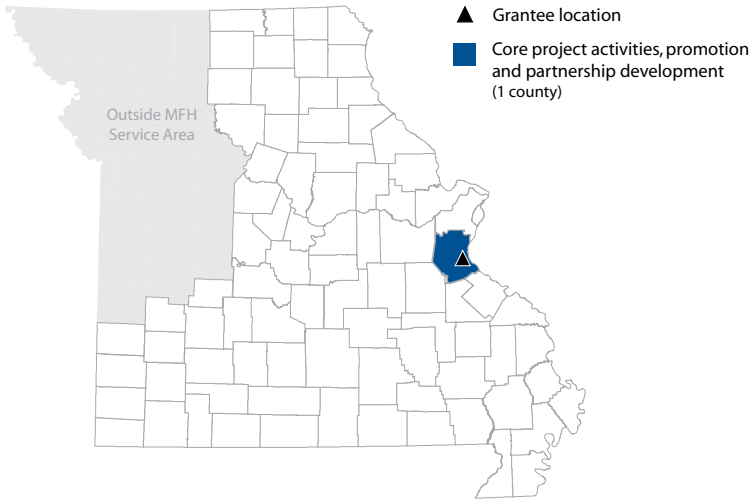 Grantee location
Core project activities, promotion
and partnership development
(1 county)
Outside MFH
Service Area